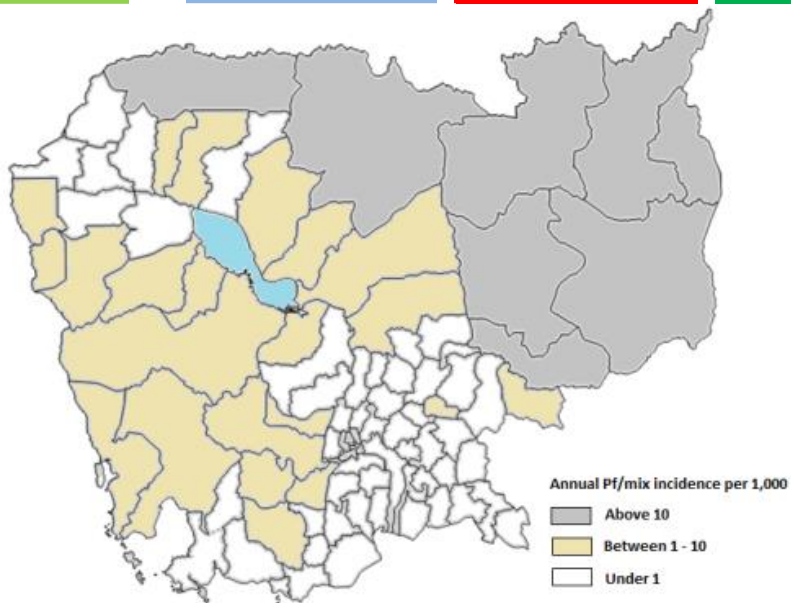 Annual Pf/mix incidence per 1,000
Above 10
Between 1 - 10
Under 1